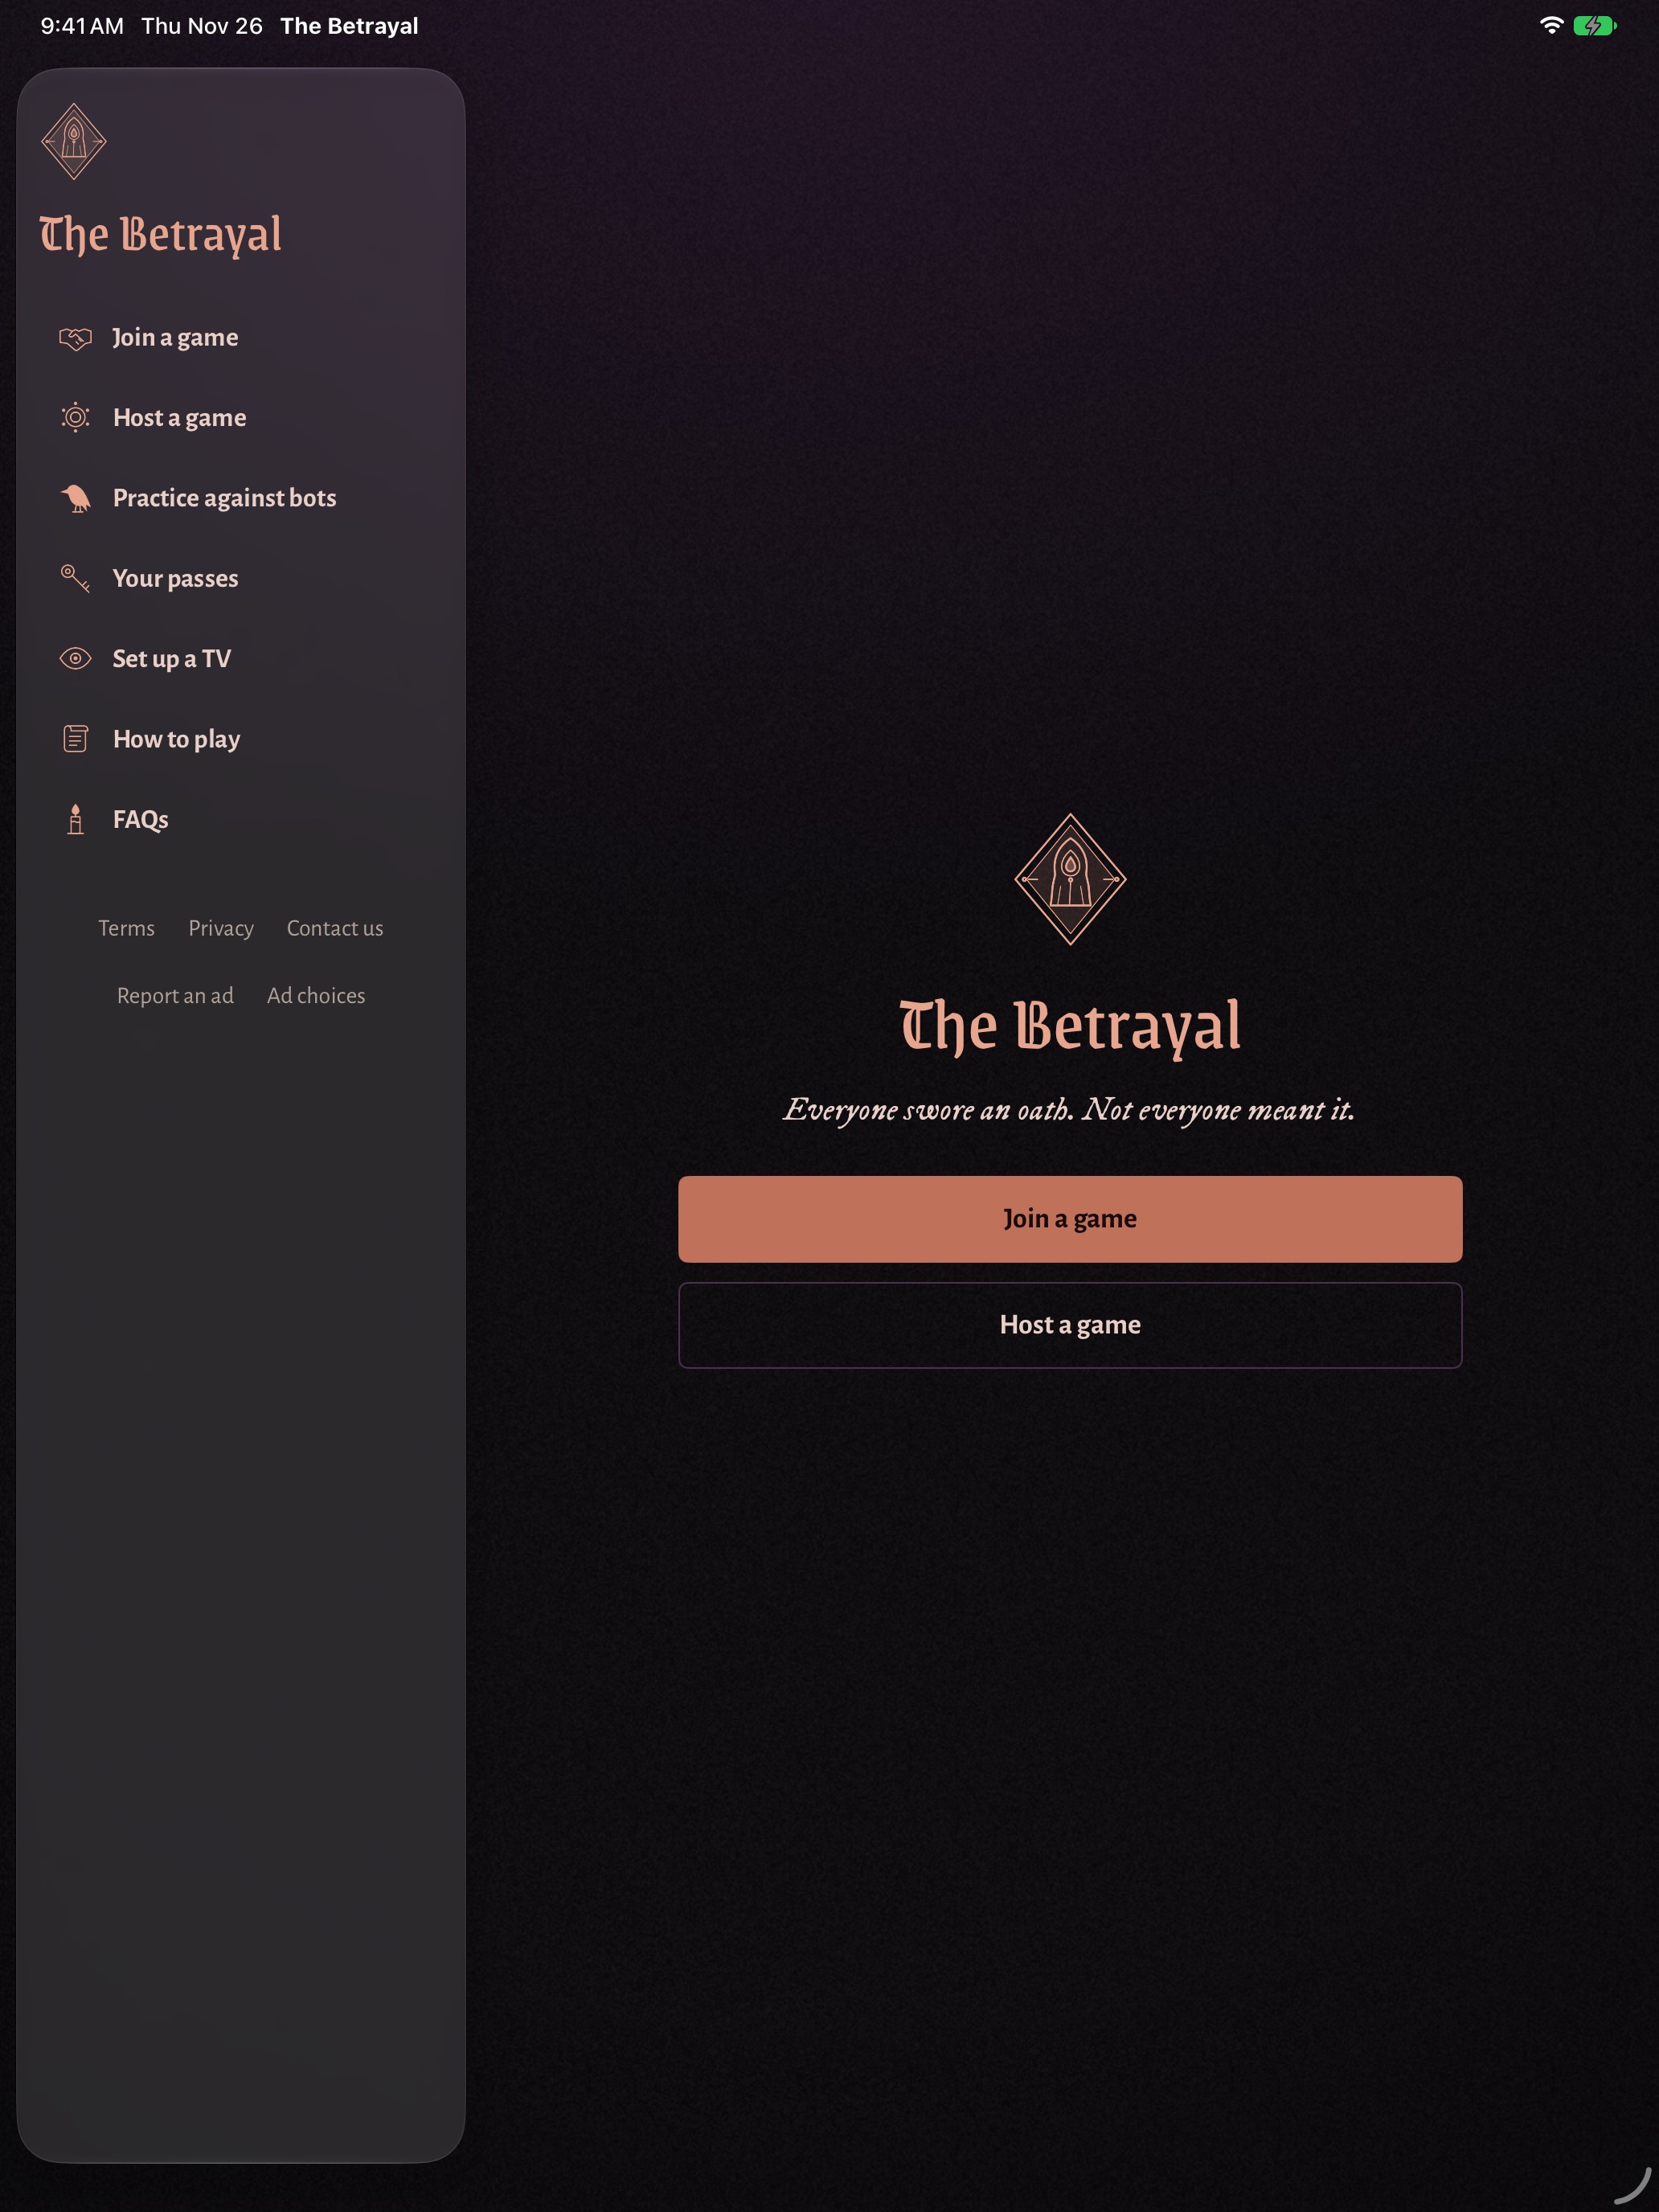 9:41 AM Thu Nov 26 The Betrayal
The Betrayal
Join a game
Host a game
Practice against bots
Your passes
Set up a TV
How to play
FAQs
Terms Privacy Contact us
Report an ad Ad choices
The Betrayal
Everyone swore an oath. Not everyone meant it.
Join a game
Host a game